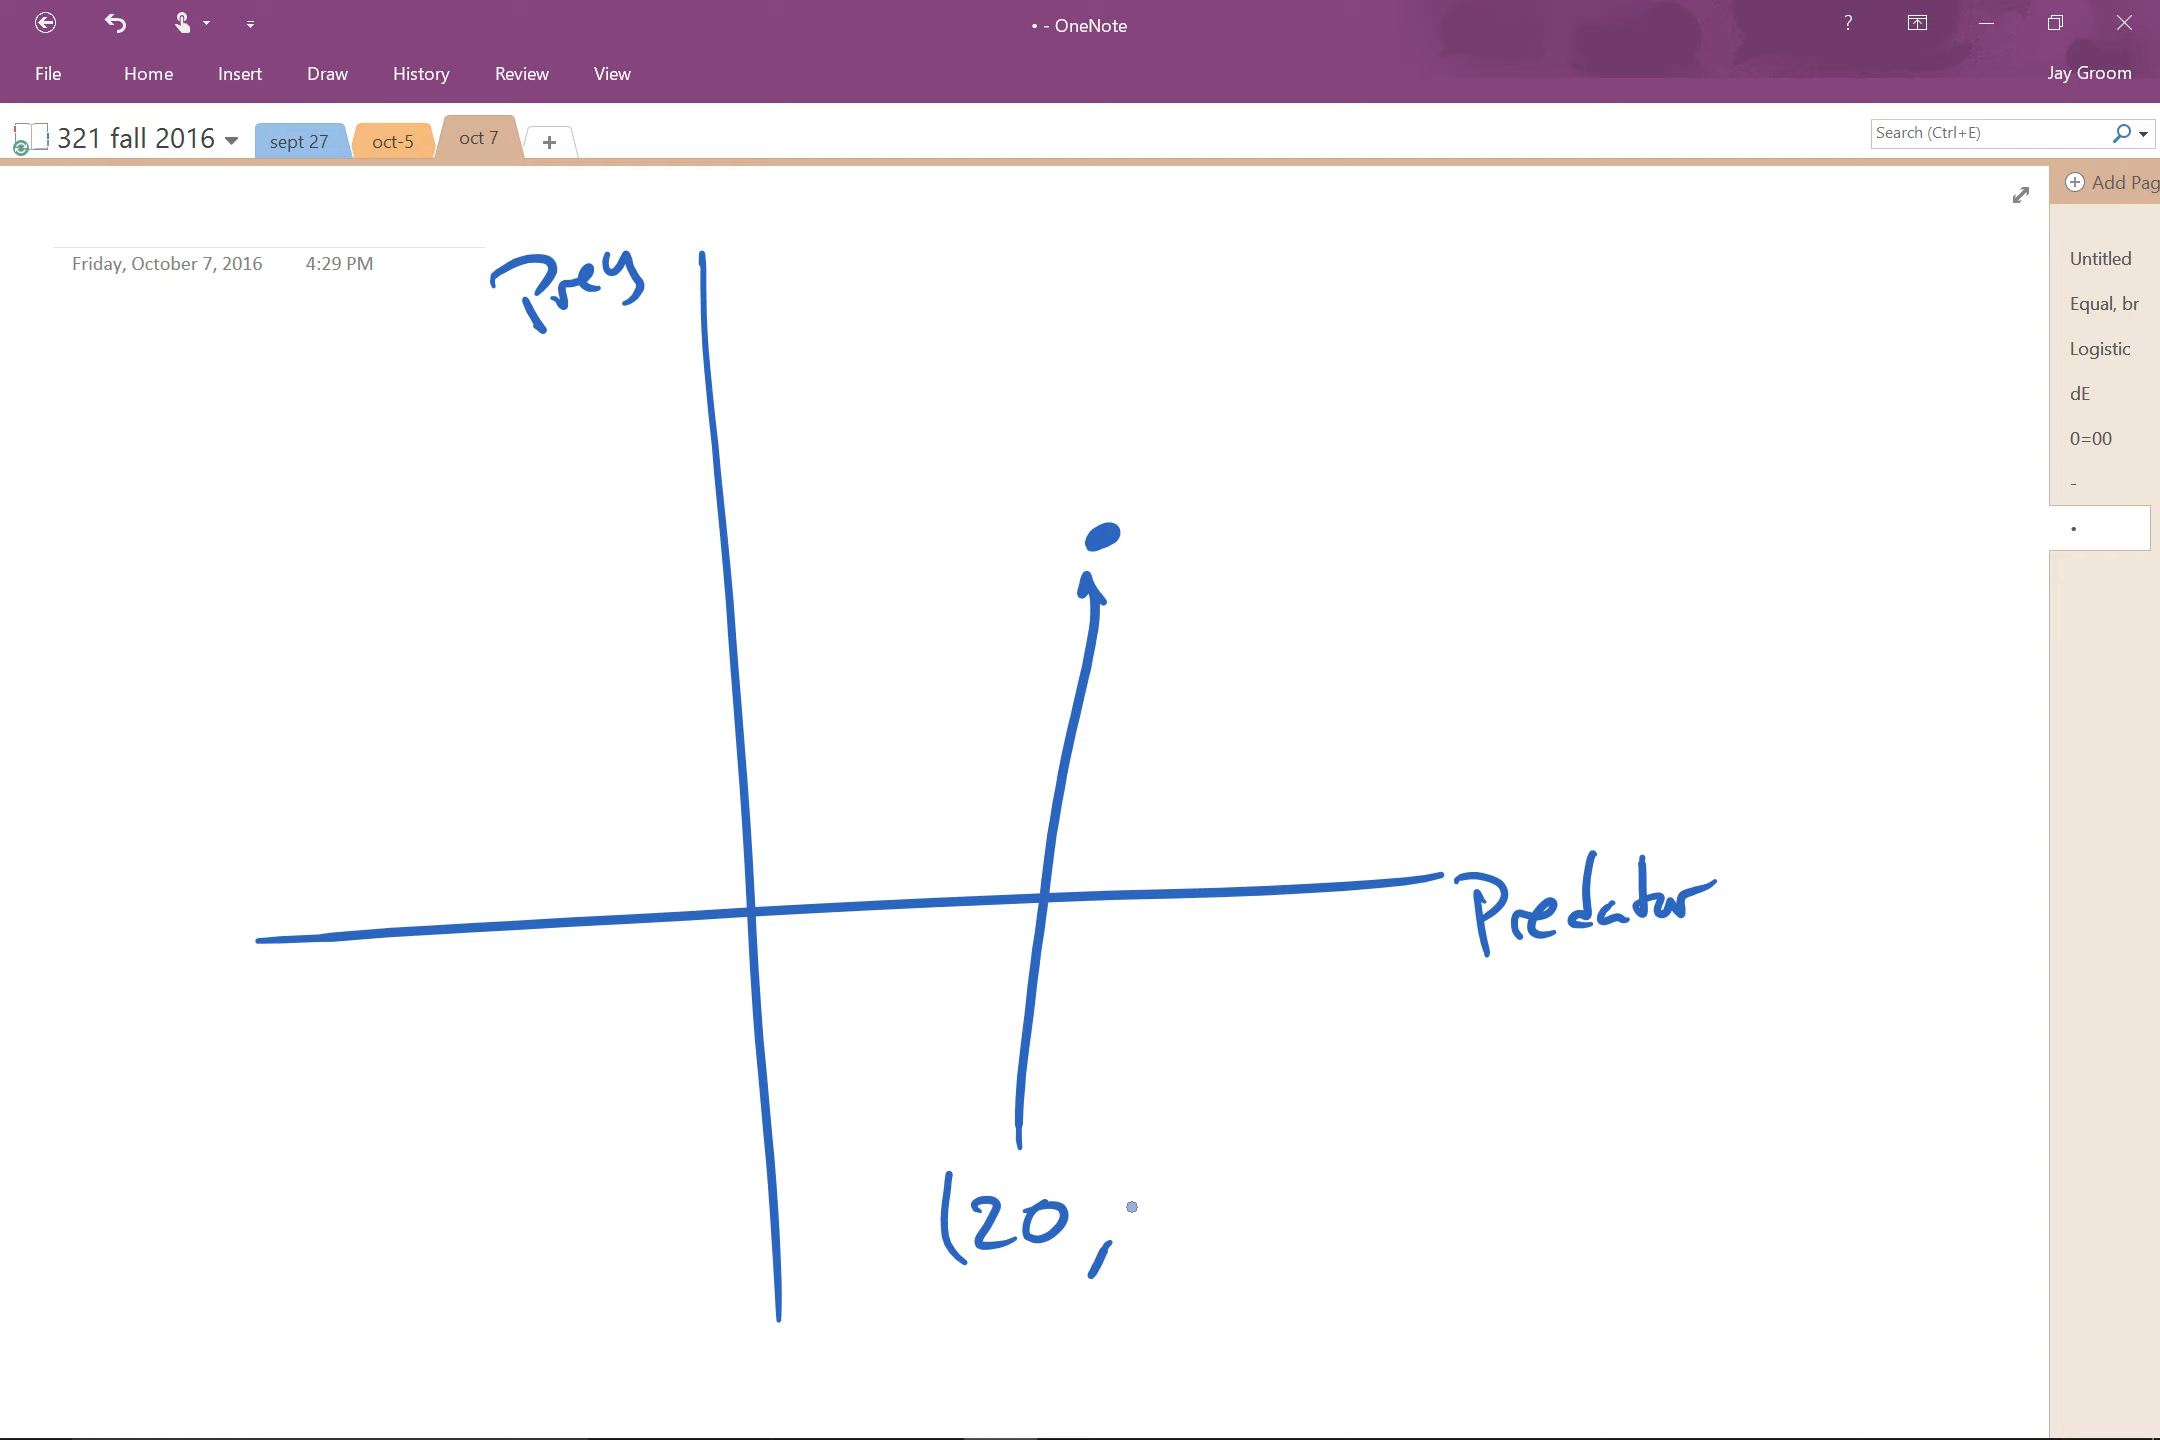 • - OneNote
?
File Home Insert Draw History Review View
Jay Groom
321 fall 2016 sept 27 oct-5 oct 7 +
Search (Ctrl+E)
Add Pag
Friday, October 7, 2016 4:29 PM
Untitled
Equal, br
Logistic
dE
0=00
-
•
Prey
Predator
(20 ,